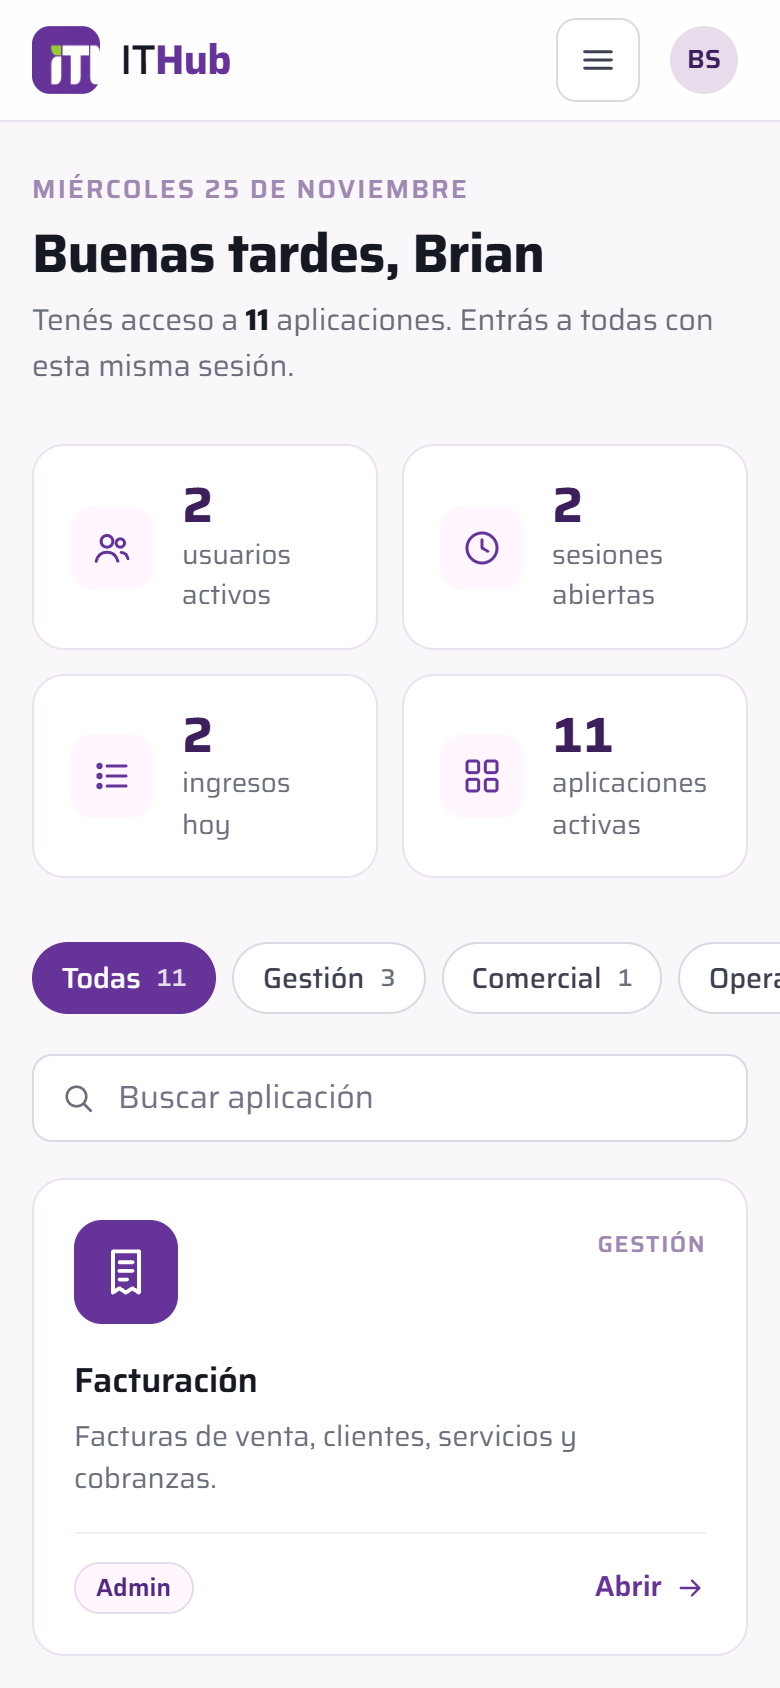 iT
ITHub
BS
MIÉRCOLES 25 DE NOVIEMBRE
Buenas tardes, Brian
Tenés acceso a 11 aplicaciones. Entrás a todas con
esta misma sesión.
2
usuarios
activos
2
sesiones
abiertas
2
ingresos
hoy
11
aplicaciones
activas
Todas 11
Gestión 3
Comercial 1
Opera
Buscar aplicación
GESTIÓN
Facturación
Facturas de venta, clientes, servicios y
cobranzas.
Admin
Abrir →